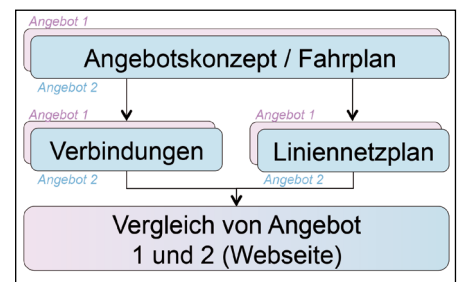 Angebot 1
Angebotskonzept / Fahrplan
Angebot 2
Angebot 1
Verbindungen
Angebot 2
Angebot 1
Liniennetzplan
Angebot 2
Vergleich von Angebot
1 und 2 (Webseite)